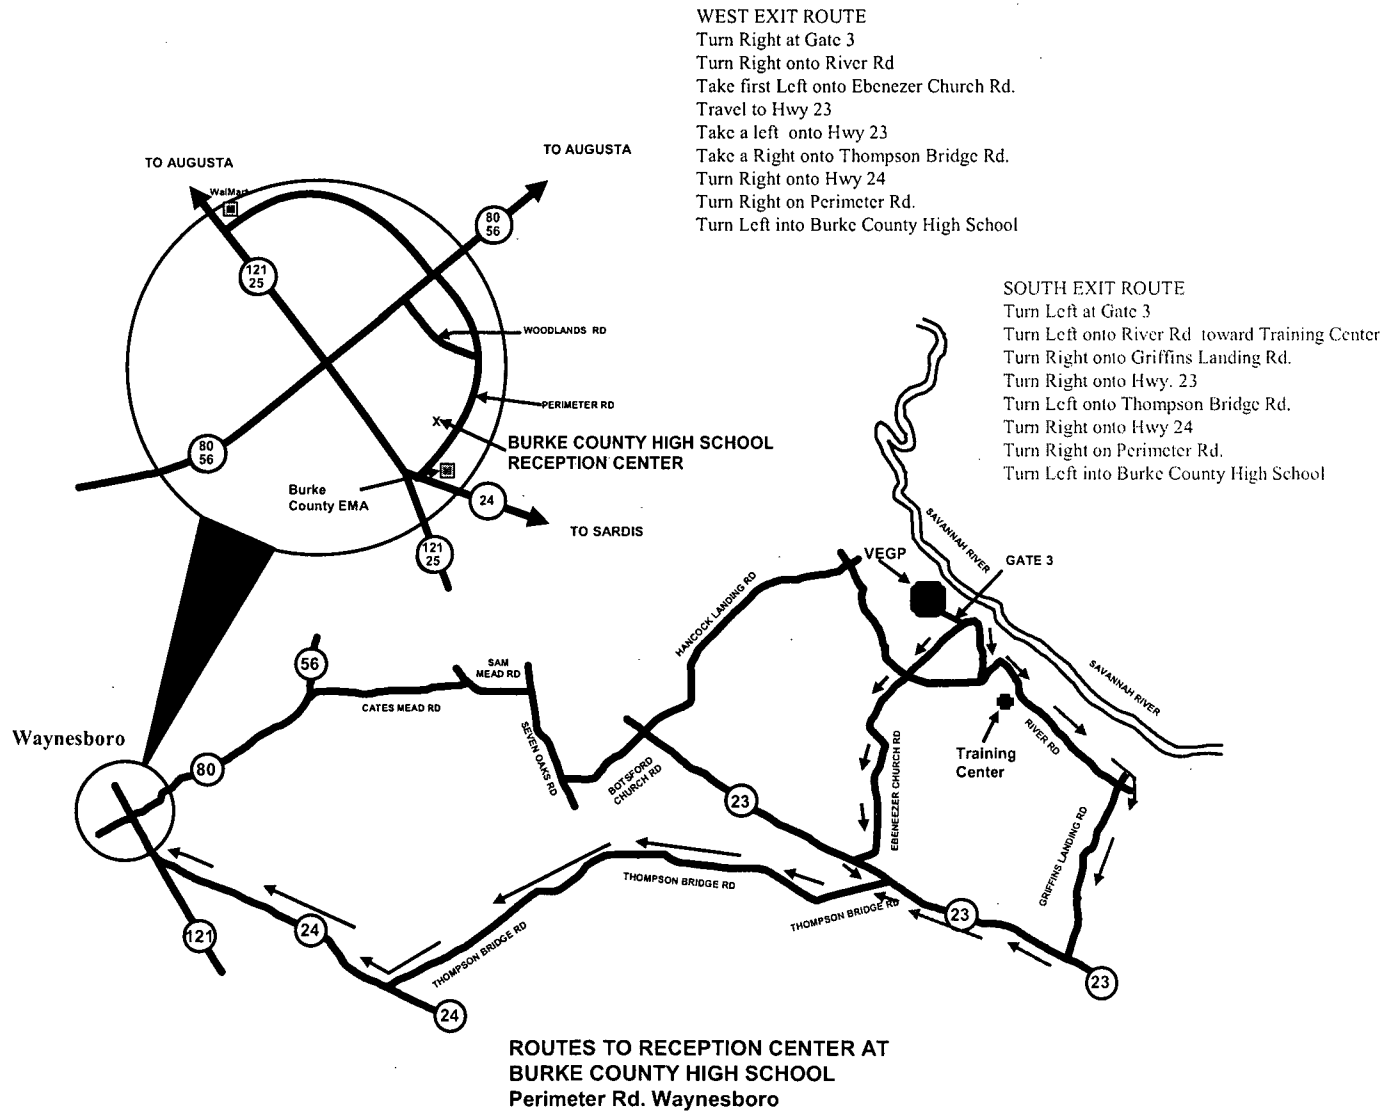 WEST EXIT ROUTE
Turn Right at Gate 3
Turn Right onto River Rd
Take first Left onto Ebenezer Church Rd.
Travel to Hwy 23
Take a left onto Hwy 23
Take a Right onto Thompson Bridge Rd.
Turn Right onto Hwy 24
Turn Right on Perimeter Rd.
Turn Left into Burke County High School
TO AUGUSTA
TO AUGUSTA
WalMart
80
56
121
25
WOODLANDS RD
PERIMETER RD
80
56
X
BURKE COUNTY HIGH SCHOOL
RECEPTION CENTER
Burke
County EMA
24
TO SARDIS
121
25
SOUTH EXIT ROUTE
Turn Left at Gate 3
Turn Left onto River Rd toward Training Center
Turn Right onto Griffins Landing Rd.
Turn Right onto Hwy. 23
Turn Left onto Thompson Bridge Rd.
Turn Right onto Hwy 24
Turn Right on Perimeter Rd.
Turn Left into Burke County High School
SAVANNAH RIVER
VEGP
GATE 3
HANCOCK LANDING RD
SAVANNAH RIVER
56
SAM
MEAD RD
CATES MEAD RD
SEVEN OAKS RD
BOTSFORD
CHURCH RD
Waynesboro
80
RIVER RD
Training
Center
EBENEEZER CHURCH RD
23
GRIFFINS LANDING RD
THOMPSON BRIDGE RD
THOMPSON BRIDGE RD
23
121
24
THOMPSON BRIDGE RD
23
24
ROUTES TO RECEPTION CENTER AT
BURKE COUNTY HIGH SCHOOL
Perimeter Rd. Waynesboro